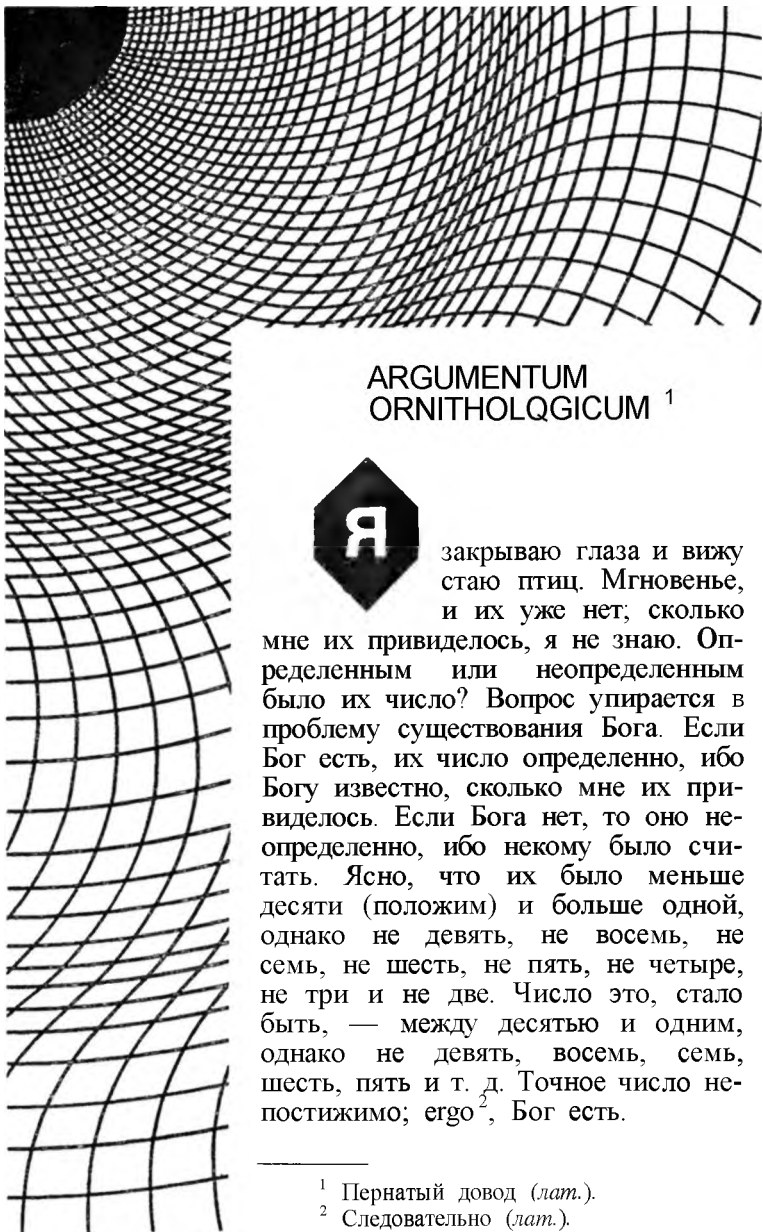 ARGUMENTUM
ORNITHOLQGICUM ¹
Я
закрываю глаза и вижу
стаю птиц. Мгновенье,
и их уже нет; сколько
мне их привиделось, я не знаю. Оп-
ределенным или неопределенным
было их число? Вопрос упирается в
проблему существования Бога. Если
Бог есть, их число определенно, ибо
Богу известно, сколько мне их при-
виделось. Если Бога нет, то оно не-
определенно, ибо некому было счи-
тать. Ясно, что их было меньше
десяти (положим) и больше одной,
однако не девять, не восемь, не
семь, не шесть, не пять, не четыре,
не три и не две. Число это, стало
быть, — между десятью и одним,
однако не девять, восемь, семь,
шесть, пять и т. д. Точное число не-
постижимо; ergo ², Бог есть.
¹ Пернатый довод (лат.).
² Следовательно (лат.).